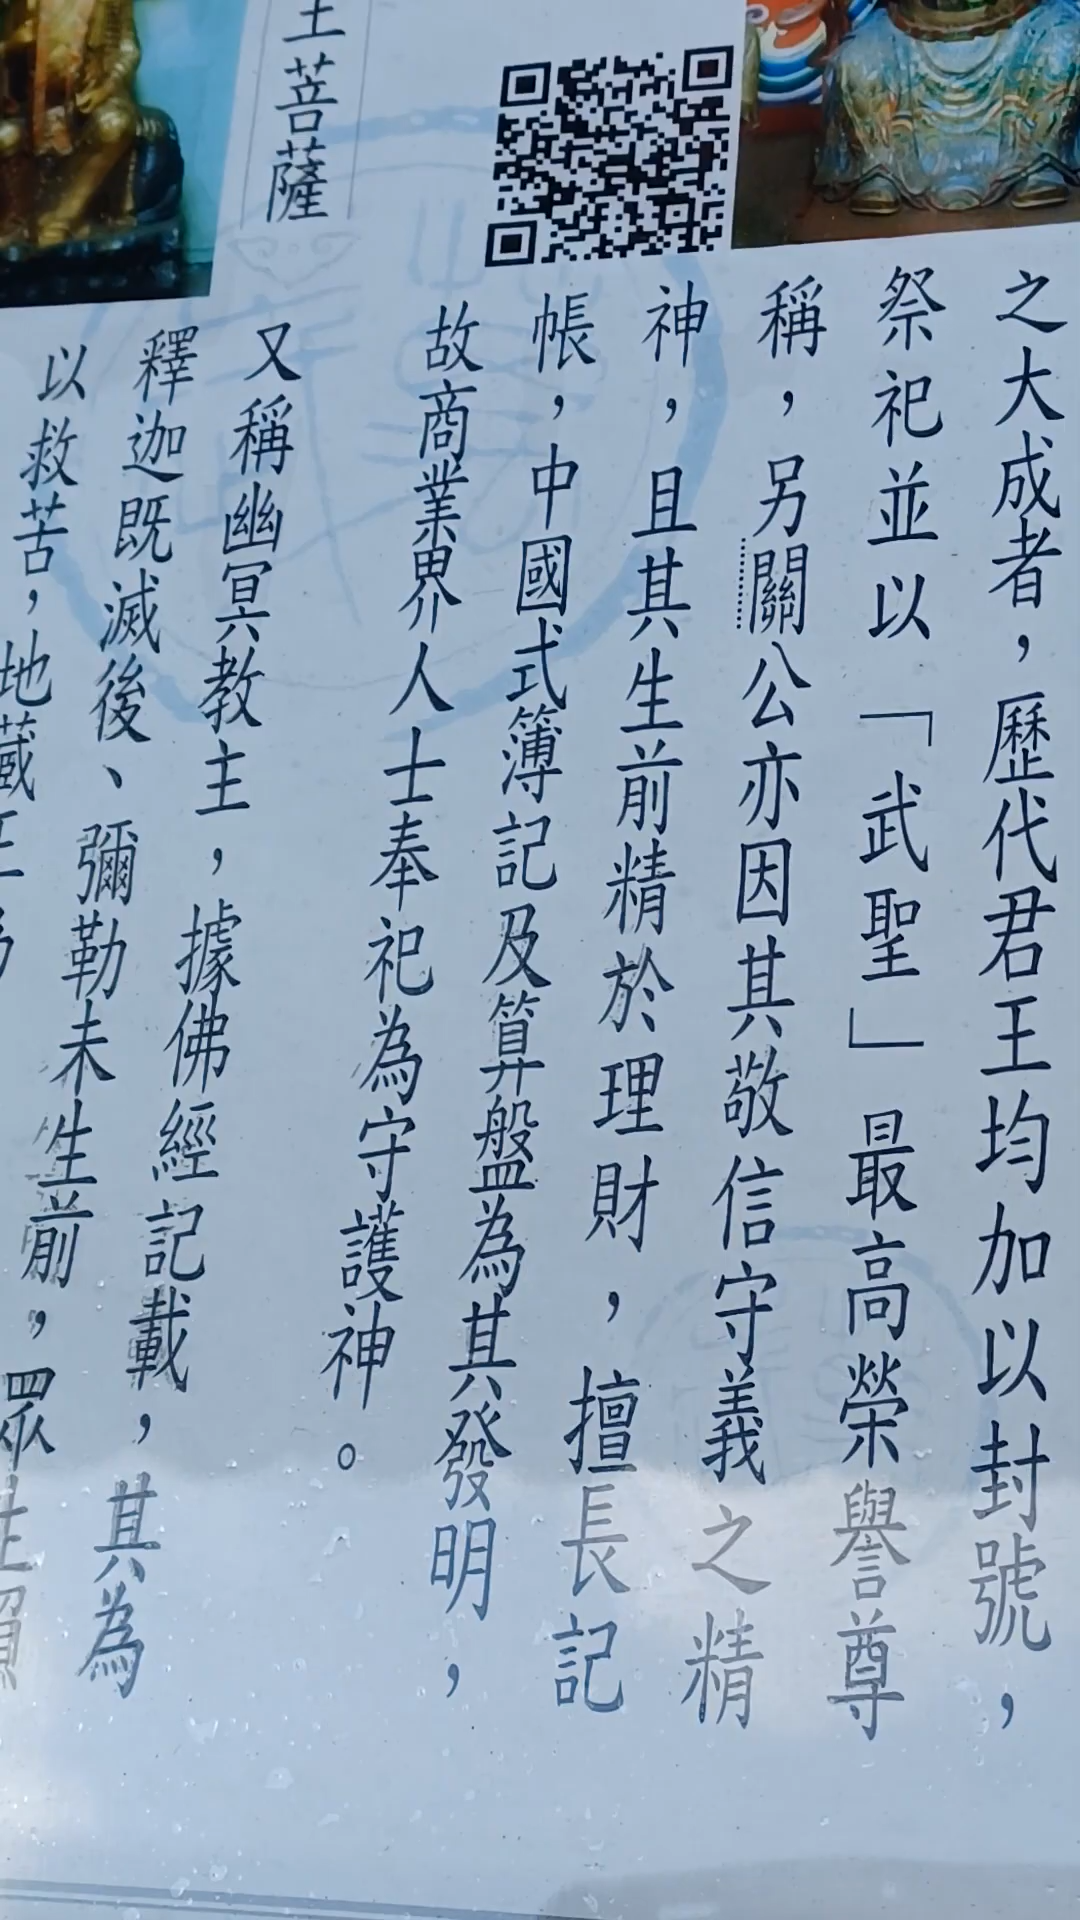 之大成者，歷代君王均加以封號，
祭祀並以「武聖」最高榮譽尊
稱，另關公亦因其敬信守義之精
神，且其生前精於理財，擅長記
帳，中國式簿記及算盤為其發明，
故商業界人士奉祀為守護神。
王菩薩
又稱幽冥教主，據佛經記載，其為
釋迦既滅後、彌勒未生前，眾
以救苦，地藏王